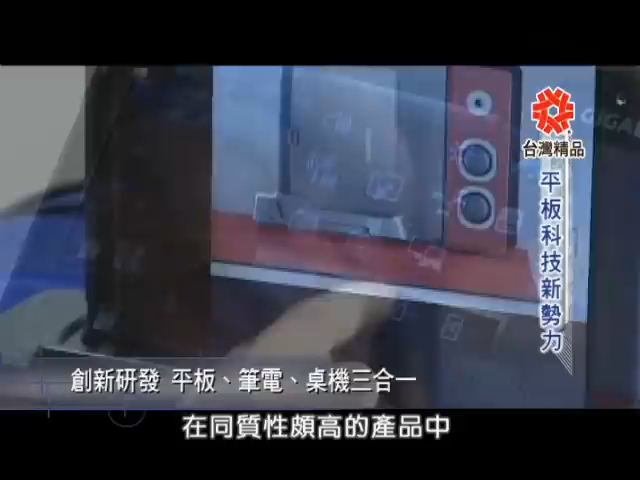 台灣精品
平板科技新勢力
創新研發 平板、筆電、桌機三合一
在同質性頗高的產品中